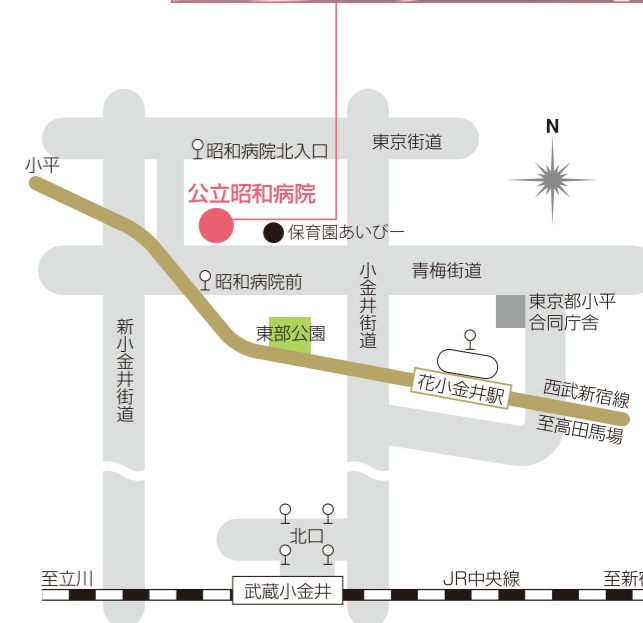 N
昭和病院北入口
東京街道
小平
公立昭和病院
保育園あいびー
青梅街道
昭和病院前
小金井街道
東京都小平
合同庁舎
新小金井街道
東部公園
花小金井駅
西武新宿線
至高田馬場
北口
至立川
武蔵小金井
JR中央線
至新宿